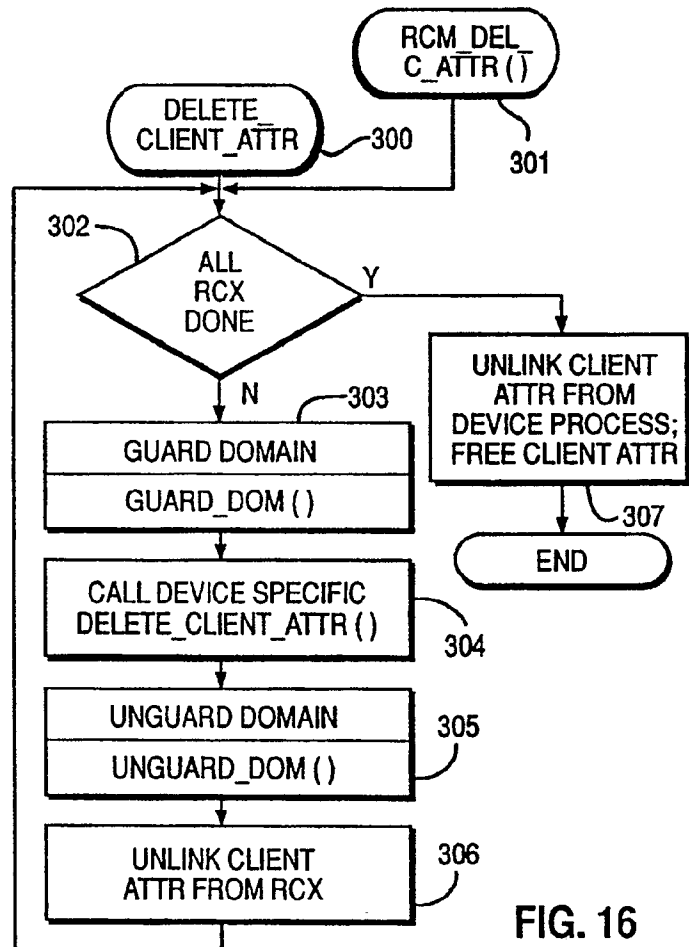 RCM_DEL_
C_ATTR ( )
301
DELETE_
CLIENT_ATTR
300
302
ALL
RCX
DONE
Y
N
303
GUARD DOMAIN
GUARD_DOM ( )
UNLINK CLIENT
ATTR FROM
DEVICE PROCESS;
FREE CLIENT ATTR
307
END
CALL DEVICE SPECIFIC
DELETE_CLIENT_ATTR ( )
304
UNGUARD DOMAIN
UNGUARD_DOM ( )
305
UNLINK CLIENT
ATTR FROM RCX
306
FIG. 16